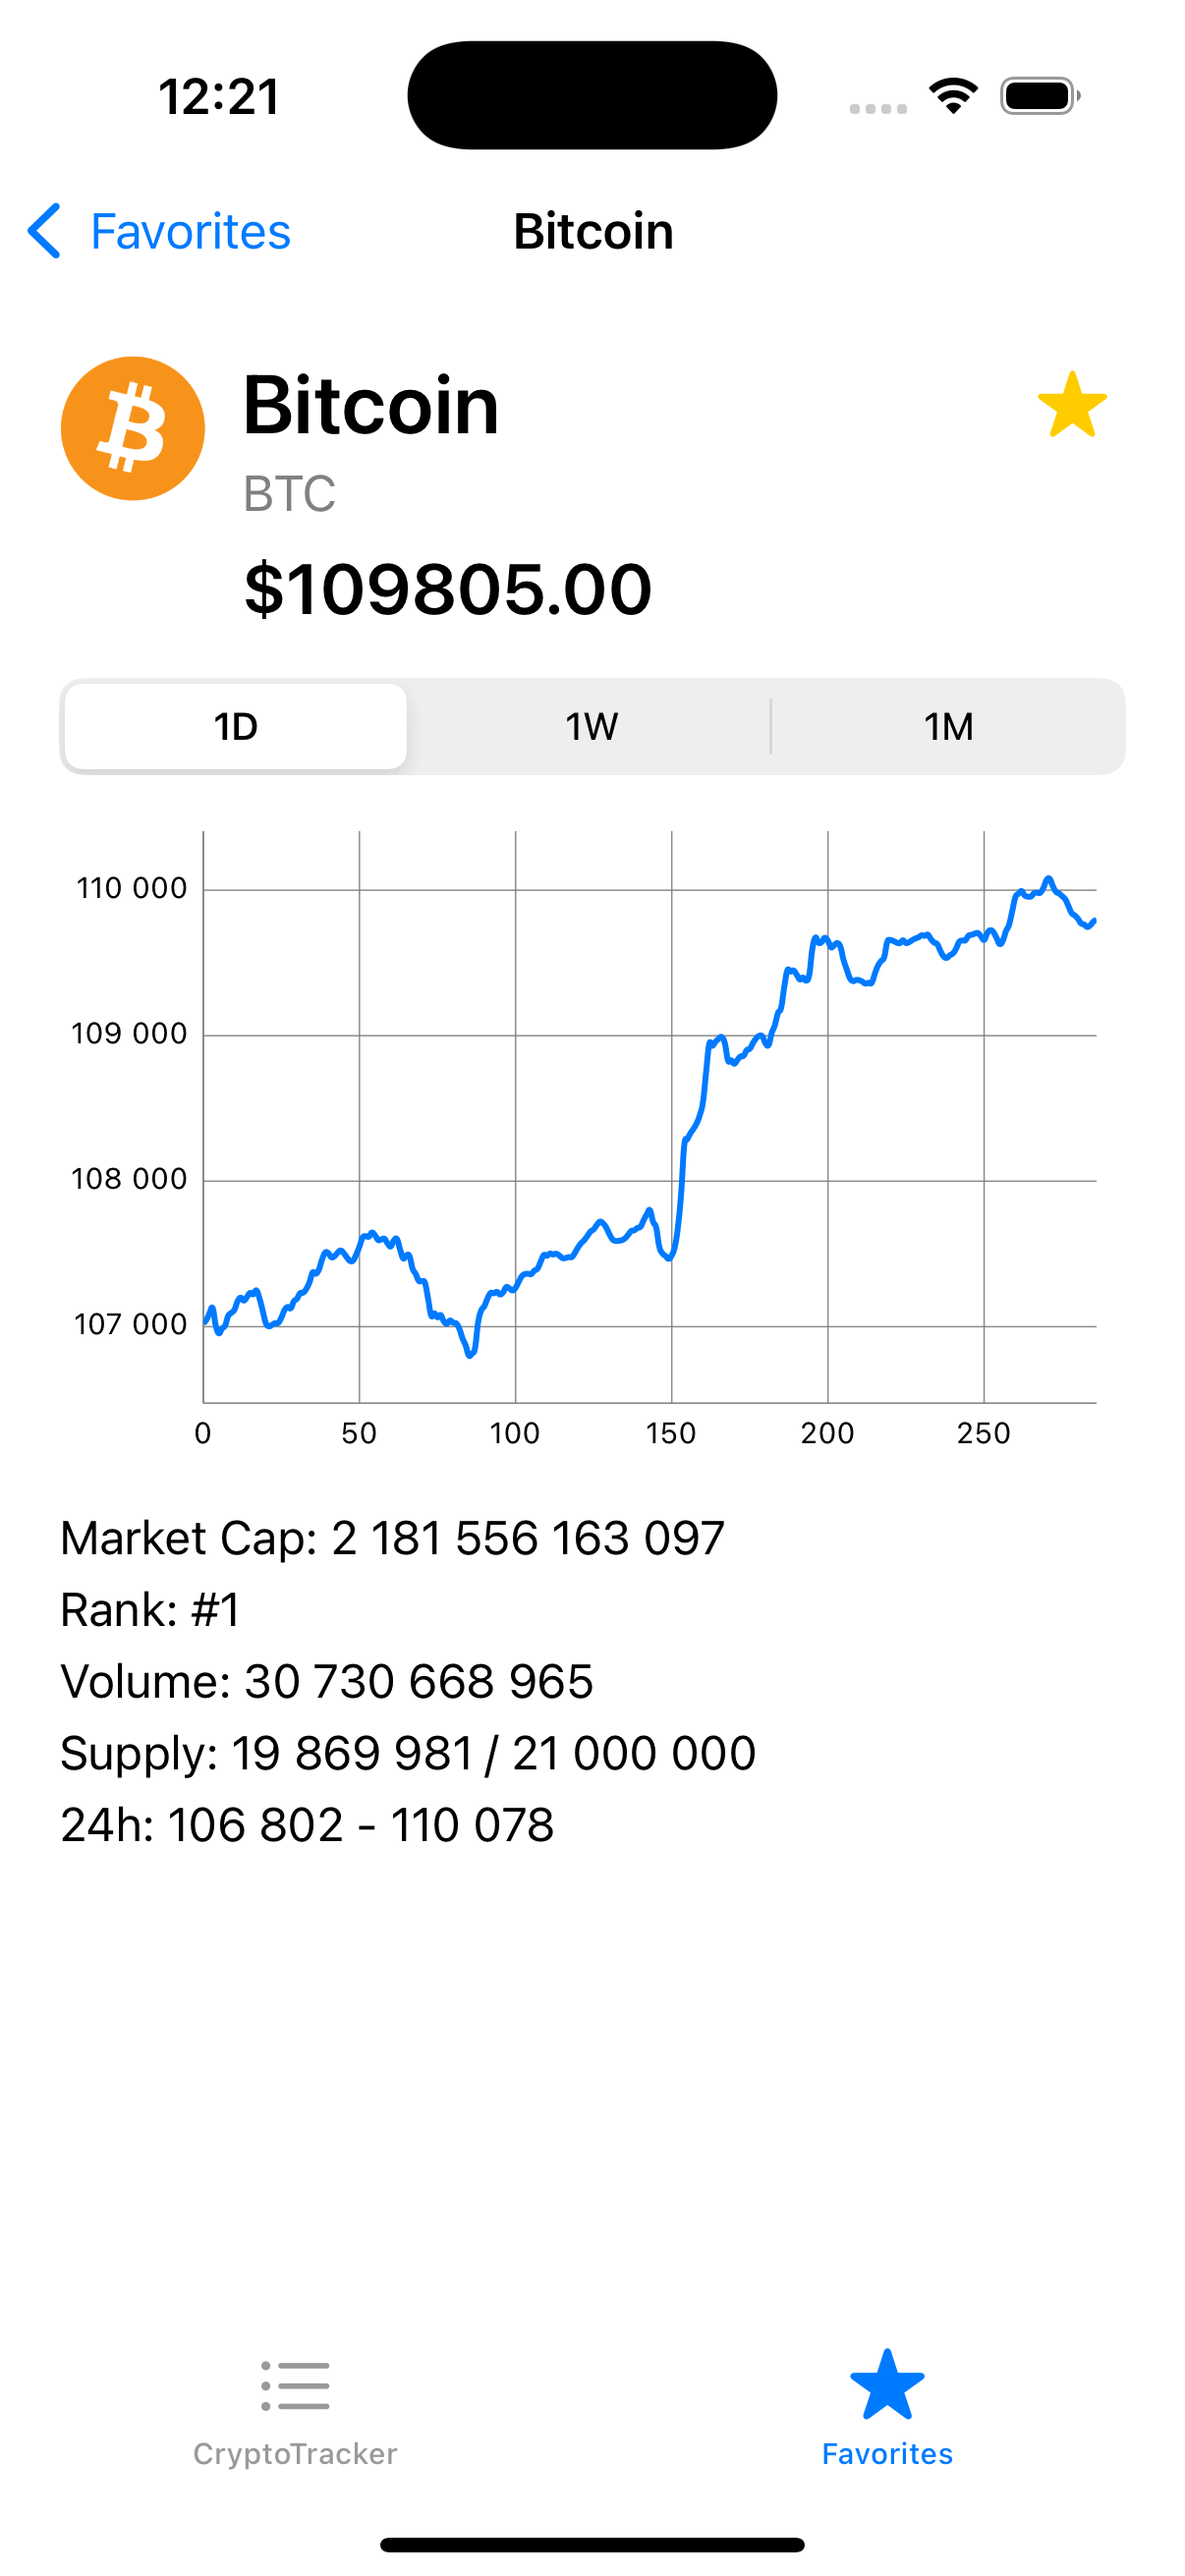 12:21
Favorites
Bitcoin
Bitcoin
BTC
$109805.00
1D 1W 1M
110 000
109 000
108 000
107 000
0 50 100 150 200 250
Market Cap: 2 181 556 163 097
Rank: #1
Volume: 30 730 668 965
Supply: 19 869 981 / 21 000 000
24h: 106 802 - 110 078
CryptoTracker
Favorites